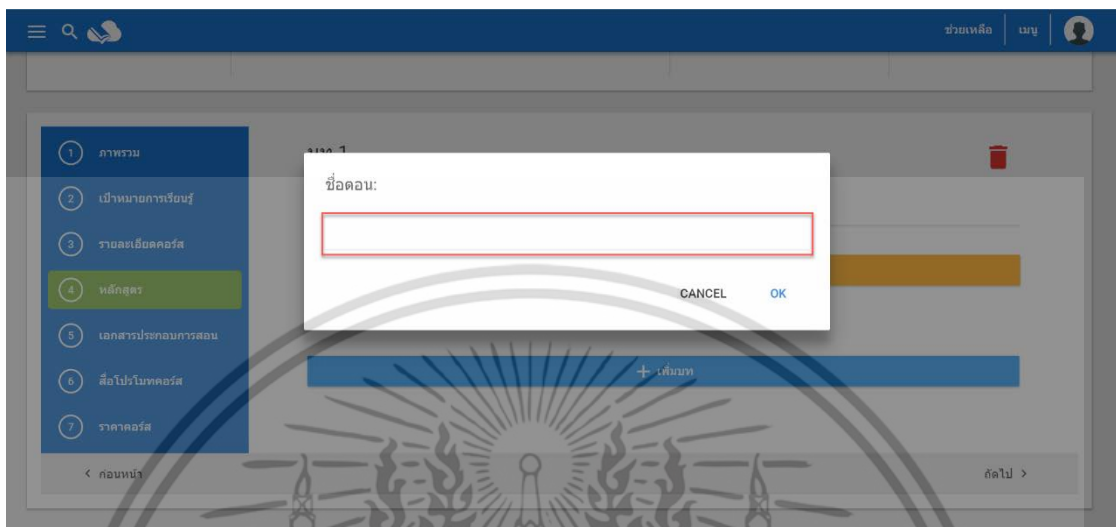 ช่วยเหลือ
เมนู
1 ภาพรวม
2 เป้าหมายการเรียนรู้
3 รายละเอียดคอร์ส
4 หลักสูตร
5 เอกสารประกอบการสอน
6 สื่อโปรโมทคอร์ส
7 ราคาคอร์ส
บท 1
ชื่อตอน:
CANCEL OK
+ เพิ่มบท
< ก่อนหน้า
ถัดไป >